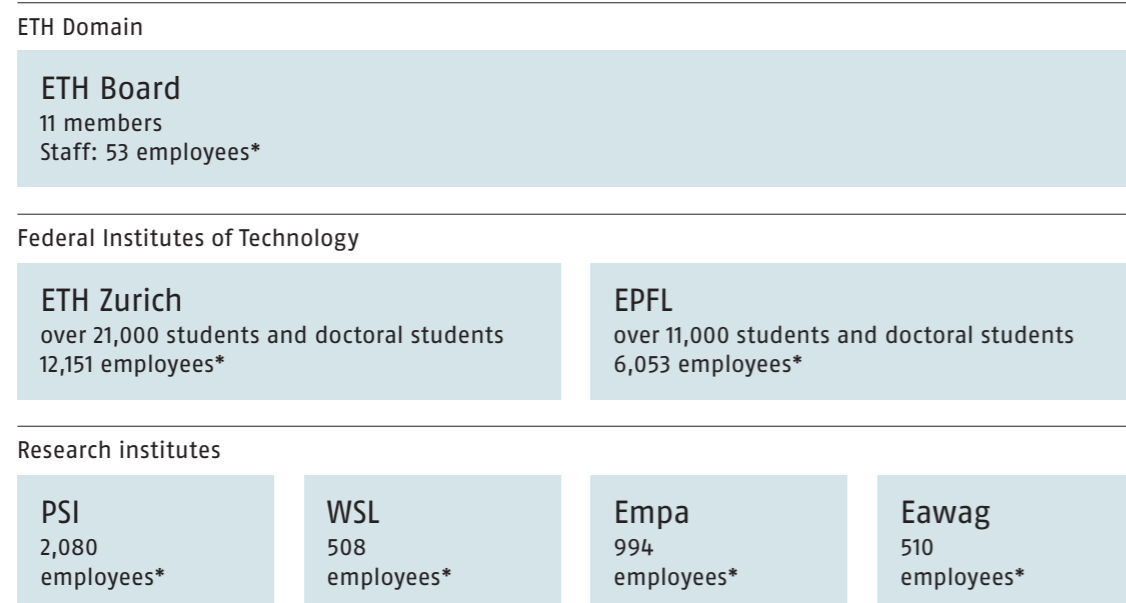 ETH Domain
ETH Board
11 members
Staff: 53 employees*
Federal Institutes of Technology
ETH Zurich
over 21,000 students and doctoral students
12,151 employees*
EPFL
over 11,000 students and doctoral students
6,053 employees*
Research institutes
PSI
2,080
employees*
WSL
508
employees*
Empa
994
employees*
Eawag
510
employees*